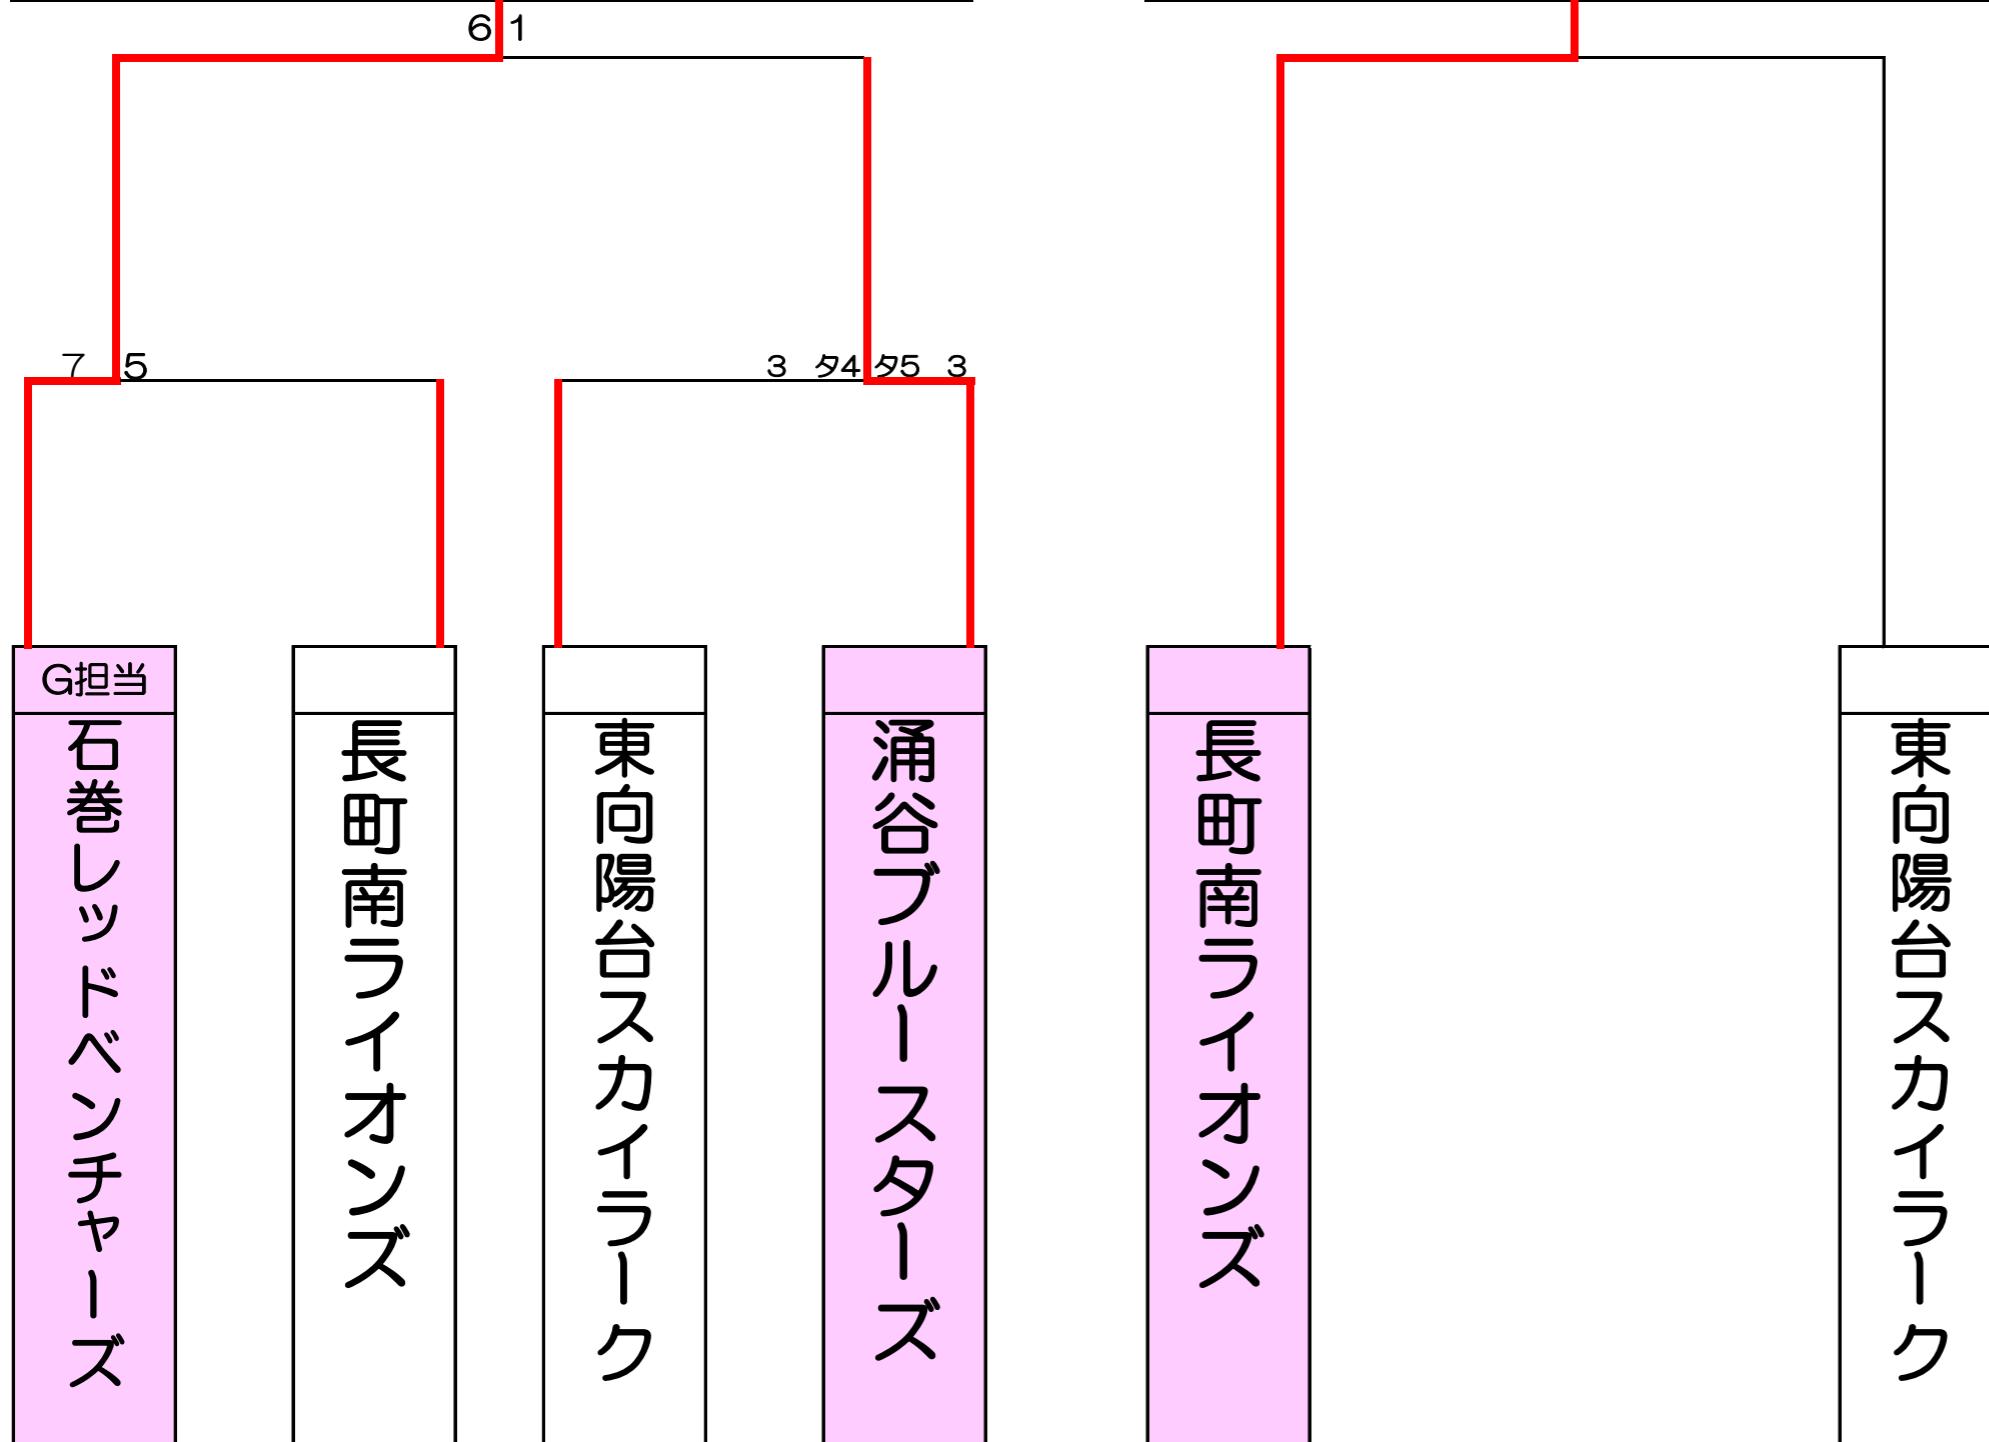 6 1
7 5
3 タ4 タ5 3
G担当
石巻レッドベンチャーズ
長町南ライオンズ
東向陽台スカイラーク
涌谷ブルースターズ
長町南ライオンズ
東向陽台スカイラーク